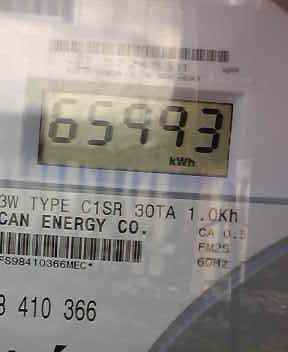 65993
kWh
3W TYPE C1SR 30TA 1.0Kh
CAN ENERGY CO.
CA 0.5
FM2S
60Hz
FS98410366MEC*
8 410 366